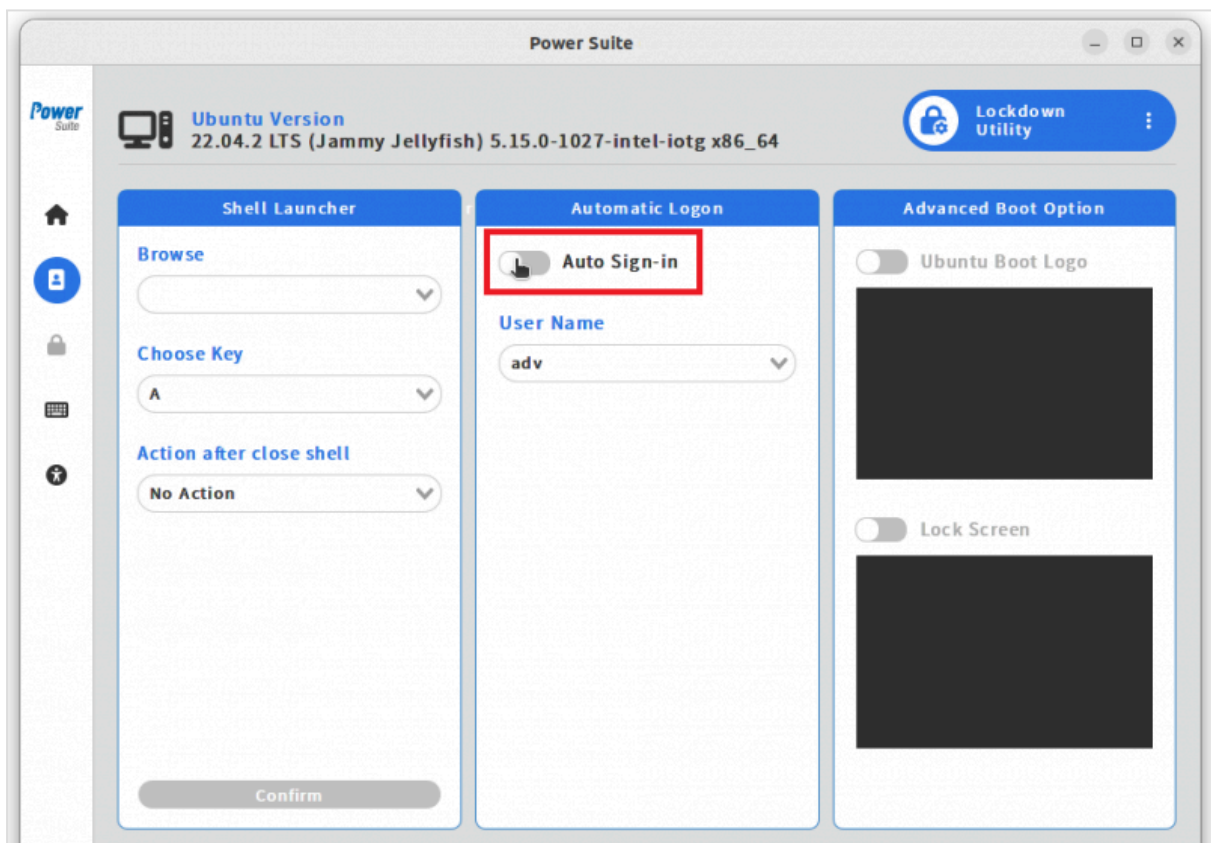 Power Suite
Power
Suite
Ubuntu Version
22.04.2 LTS (Jammy Jellyfish) 5.15.0-1027-intel-iotg x86_64
Lockdown
Utility
Shell Launcher
Browse
Choose Key
A
Action after close shell
No Action
Confirm
r
Automatic Logon
Auto Sign-in
User Name
adv
Advanced Boot Option
Ubuntu Boot Logo
Lock Screen